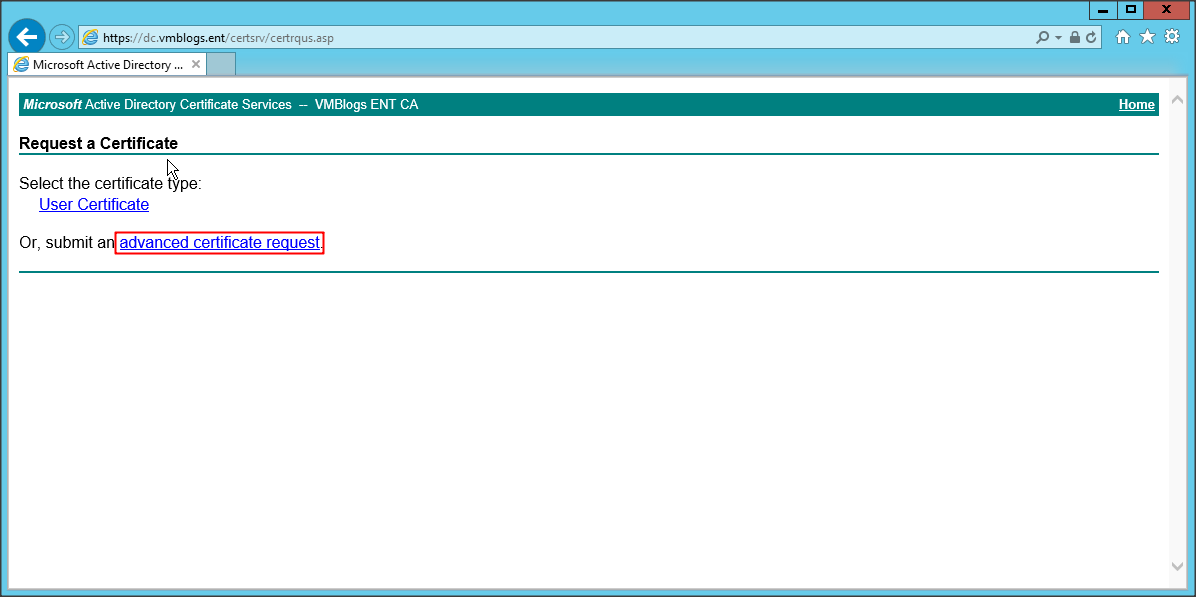 https://dc.vmblogs.ent/certsrv/certrqus.asp
Microsoft Active Directory ...
Microsoft Active Directory Certificate Services -- VMBlogs ENT CA Home
Request a Certificate
Select the certificate type:
User Certificate
Or, submit an advanced certificate request.